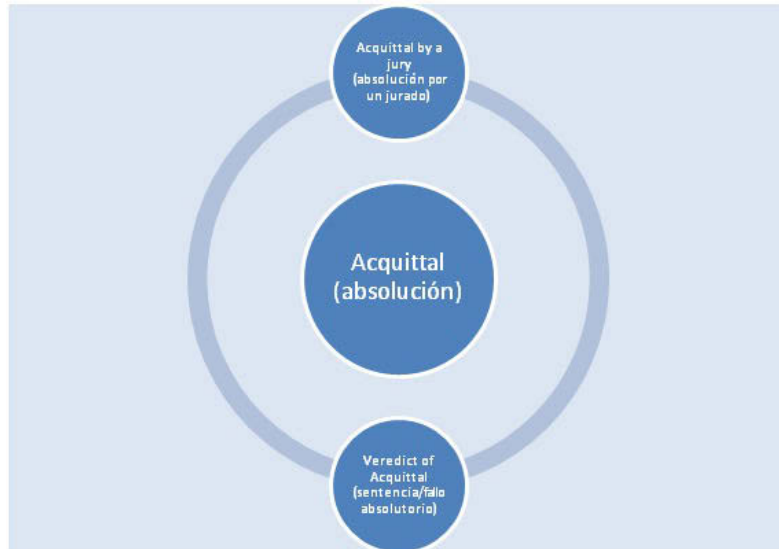 Acquittal by a
jury
(absolución por
un jurado)
Acquittal
(absolución)
Veredict of
Acquittal
(sentencia/fallo
absolutorio)